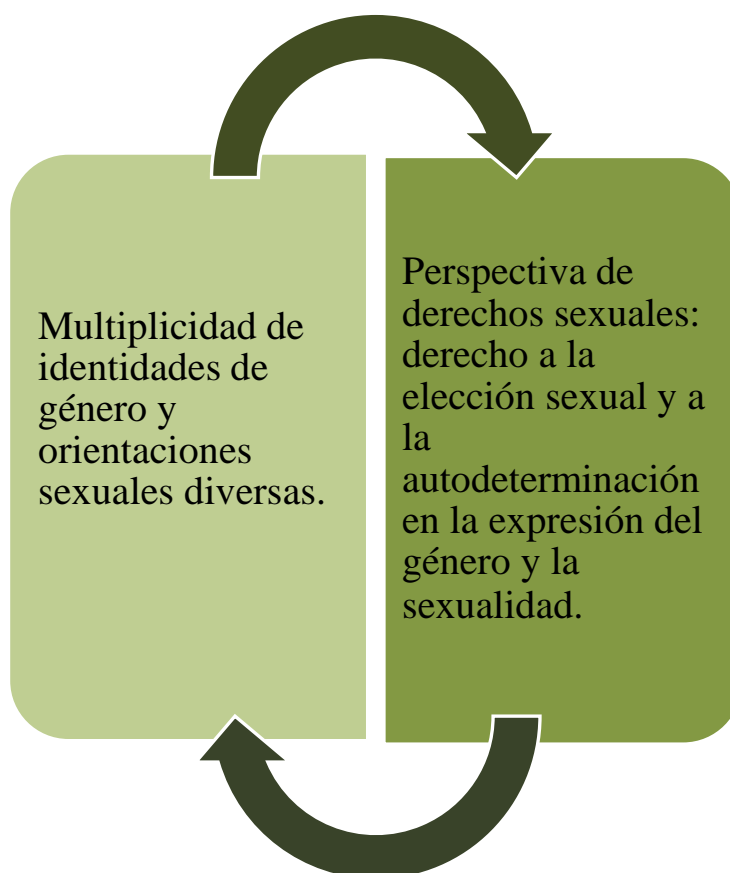 Multiplicidad de
identidades de
género y
orientaciones
sexuales diversas.
Perspectiva de
derechos sexuales:
derecho a la
elección sexual y a
la
autodeterminación
en la expresión del
género y la
sexualidad.